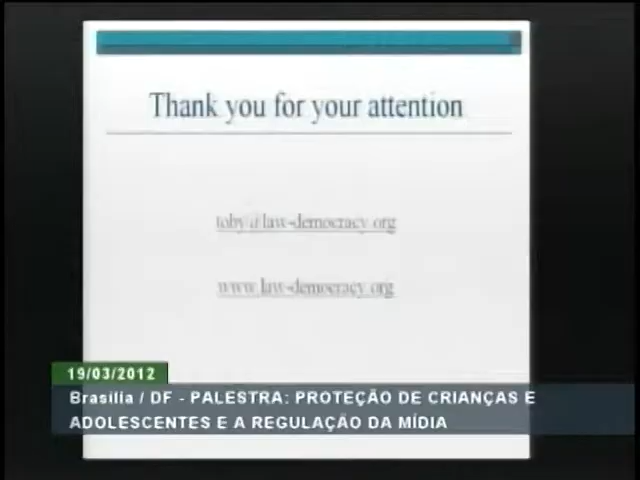 Thank you for your attention
toby@law-democracy.org
www.law-democracy.org
19/03/2012
Brasília / DF - PALESTRA: PROTEÇÃO DE CRIANÇAS E
ADOLESCENTES E A REGULAÇÃO DA MÍDIA